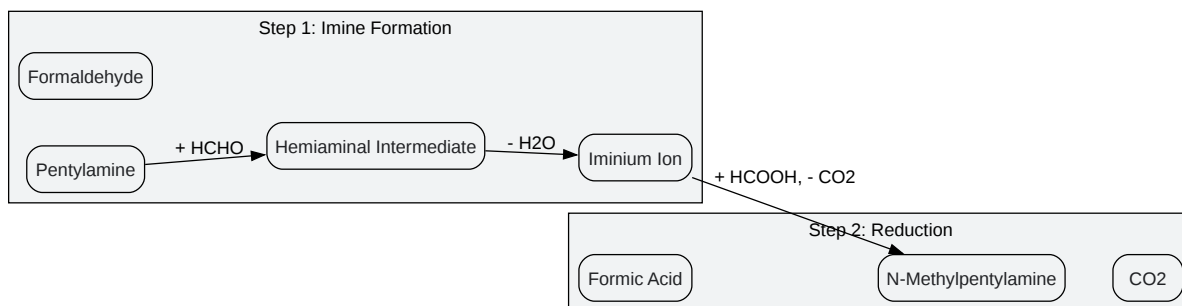 Step 1: Imine Formation
Formaldehyde
Pentylamine
+ HCHO
Hemiaminal Intermediate
- H2O
Iminium Ion
+ HCOOH, - CO2
Step 2: Reduction
Formic Acid
N-Methylpentylamine
CO2